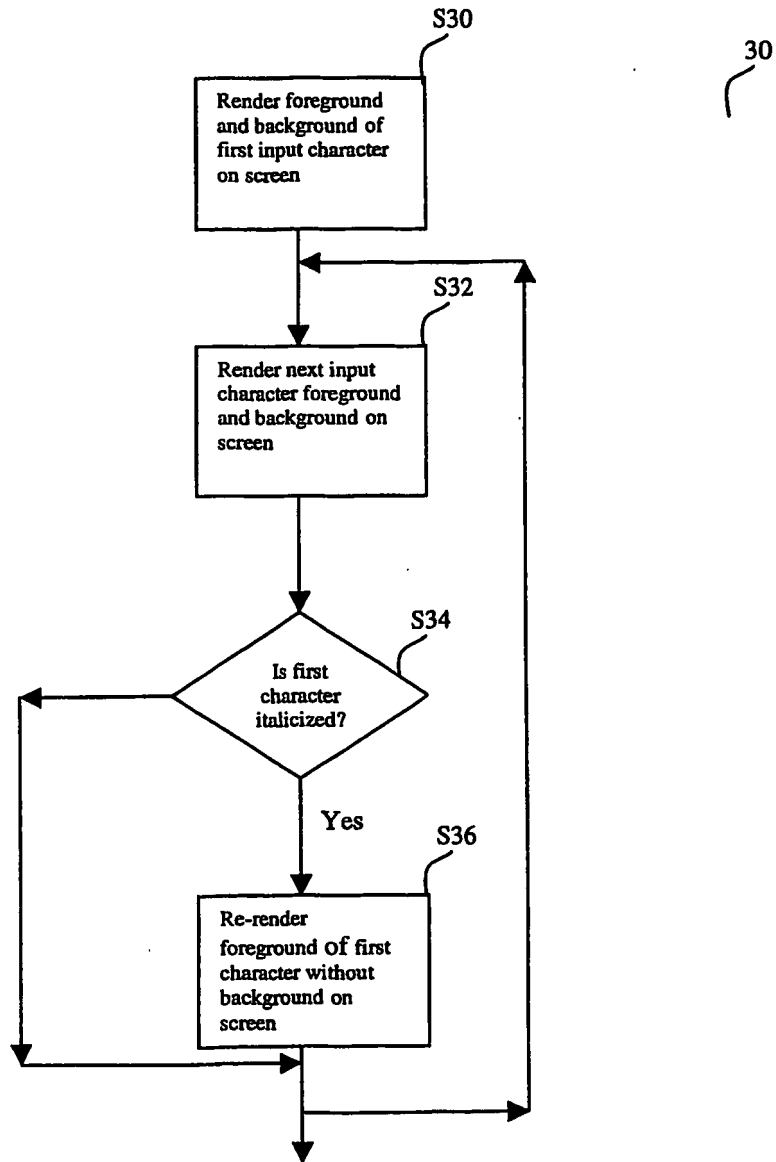 S30
30
Render foreground
and background of
first input character
on screen
S32
Render next input
character foreground
and background on
screen
S34
Is first
character
italicized?
Yes
S36
Re-render
foreground of first
character without
background on
screen